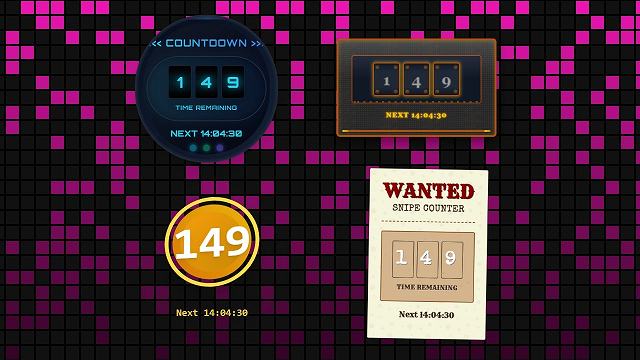 << COUNTDOWN >>
1 4 9
TIME REMAINING
NEXT 14:04:30
1 4 9
NEXT 14:04:30
149
Next 14:04:30
WANTED
SNIPE COUNTER
1 4 9
TIME REMAINING
Next 14:04:30